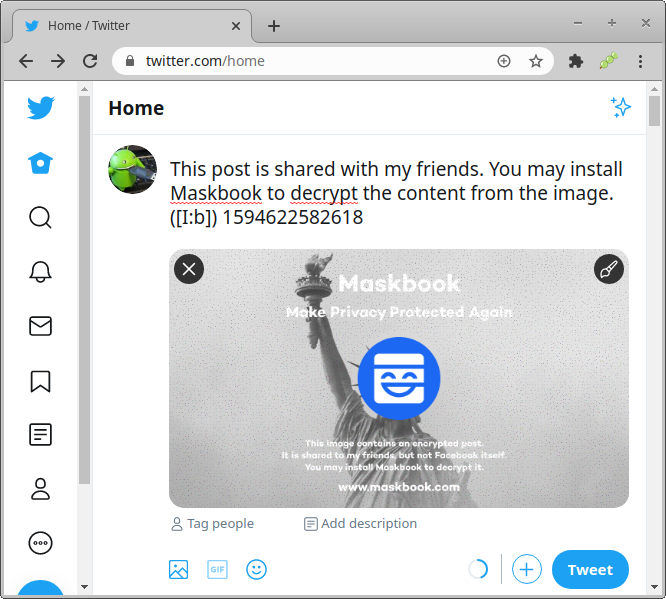 Home / Twitter
twitter.com/home
Home
This post is shared with my friends. You may install
Maskbook to decrypt the content from the image.
([I:b]) 1594622582618
Maskbook
Make Privacy Protected Again
This image contains an encrypted post.
It is shared to my friends, but not Facebook itself.
You may install Maskbook to decrypt it.
www.maskbook.com
Tag people
Add description
GIF
Tweet